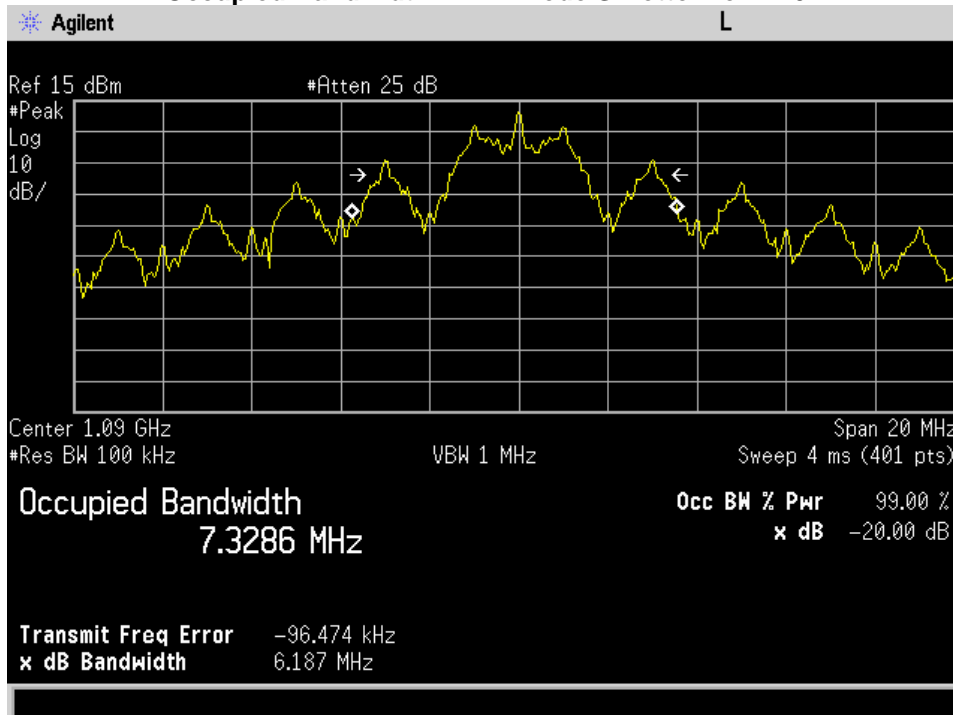 Agilent L
Ref 15 dBm #Atten 25 dB
#Peak
Log
10
dB/
Center 1.09 GHz Span 20 MHz
#Res BW 100 kHz VBW 1 MHz Sweep 4 ms (401 pts)
Occupied Bandwidth Occ BW % Pwr 99.00 %
7.3286 MHz x dB -20.00 dB
Transmit Freq Error -96.474 kHz
x dB Bandwidth 6.187 MHz